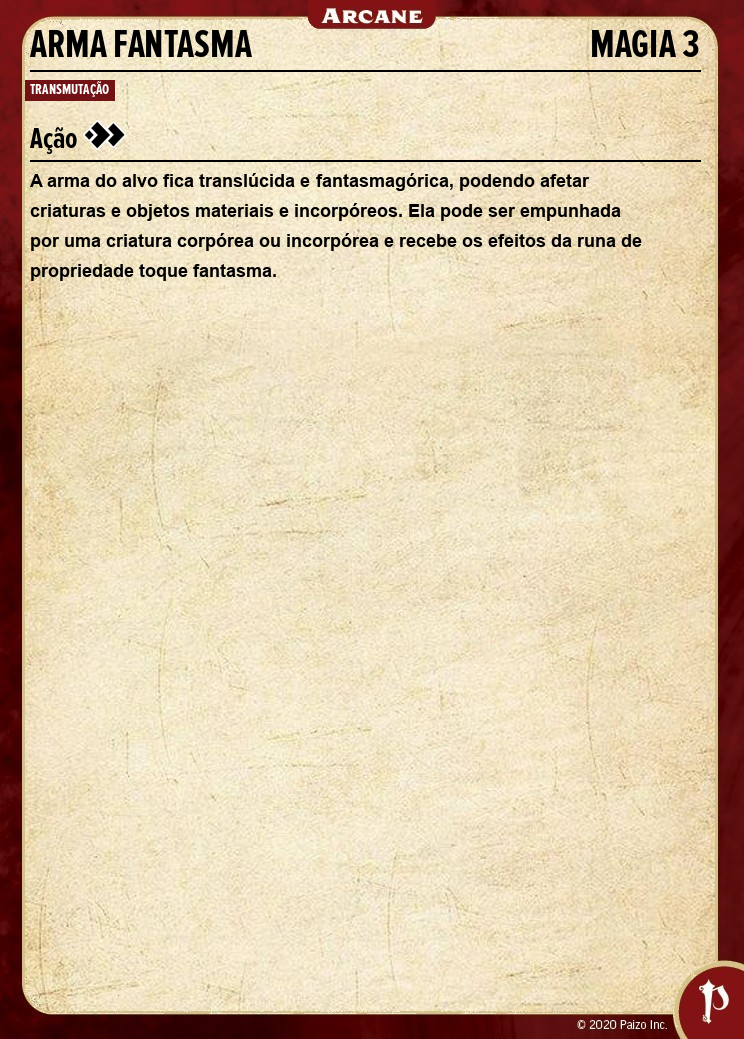 ARCANE
ARMA FANTASMA MAGIA 3
TRANSMUTAÇÃO
Ação
A arma do alvo fica translúcida e fantasmagórica, podendo afetar
criaturas e objetos materiais e incorpóreos. Ela pode ser empunhada
por uma criatura corpórea ou incorpórea e recebe os efeitos da runa de
propriedade toque fantasma.
© 2020 Paizo Inc.
P